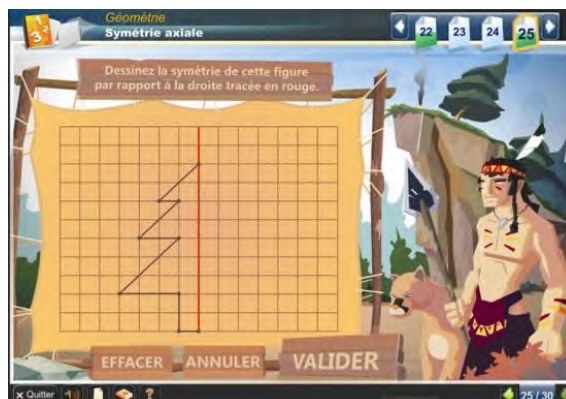 Géométrie
Symétrie axiale
22 23 24 25
Dessinez la symétrie de cette figure
par rapport à la droite tracée en rouge.
EFFACER ANNULER VALIDER
x Quitter ? 25 / 30